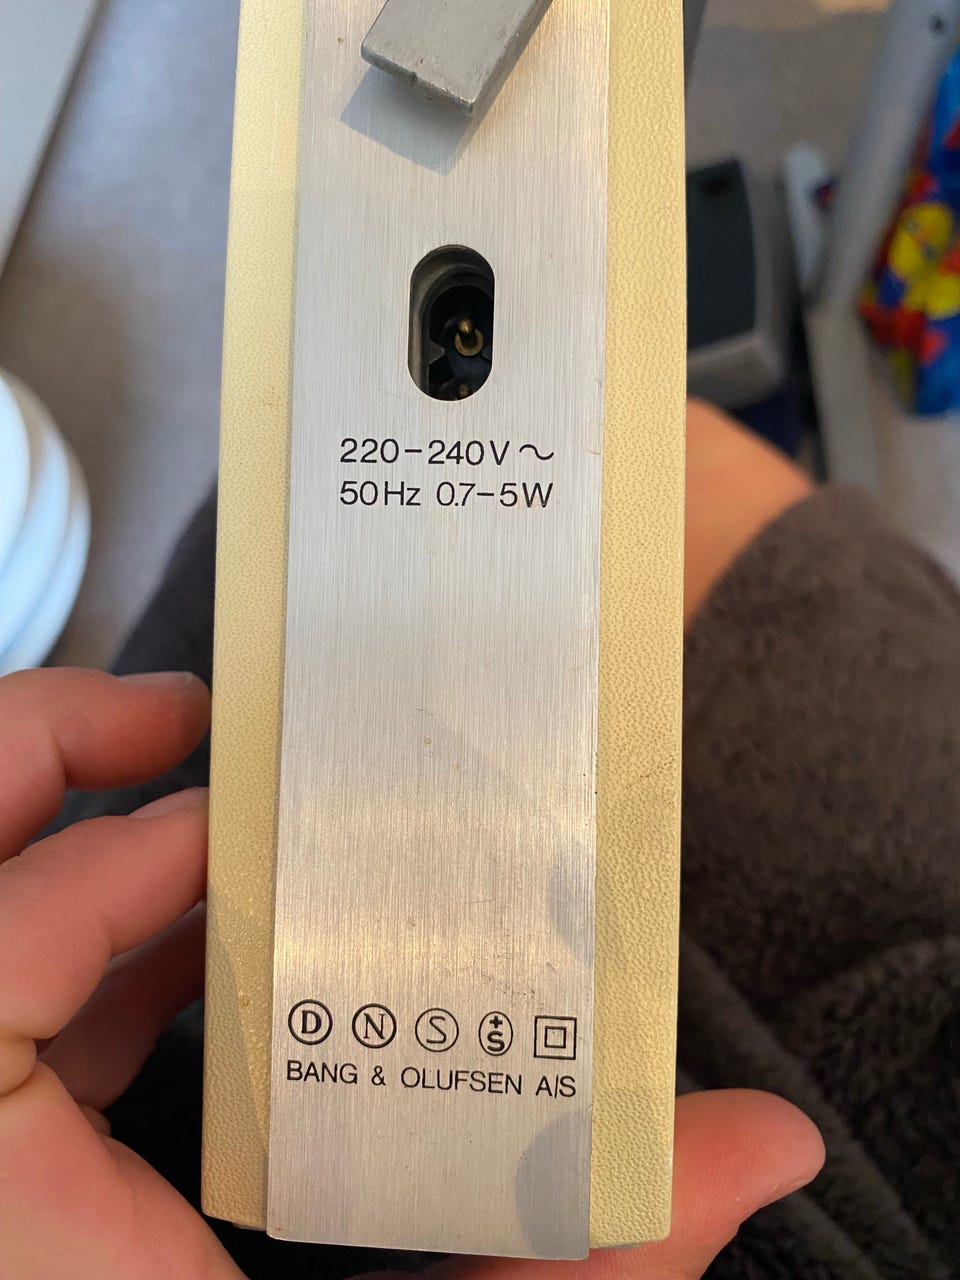 220-240V~
50Hz 0.7-5W
D N S +S
BANG & OLUFSEN A/S